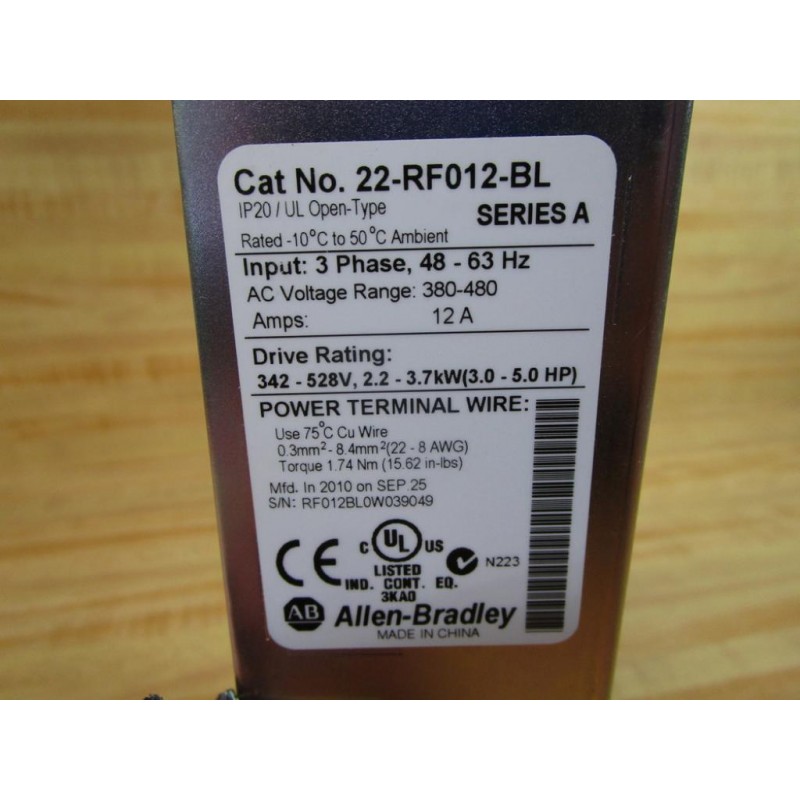 Cat No. 22-RF012-BL
IP20 / UL Open-Type
SERIES A
Rated -10°C to 50°C Ambient
Input: 3 Phase, 48 - 63 Hz
AC Voltage Range: 380-480
Amps: 12 A
Drive Rating:
342 - 528V, 2.2 - 3.7kW(3.0 - 5.0 HP)
POWER TERMINAL WIRE:
Use 75°C Cu Wire
0.3mm² - 8.4mm²(22 - 8 AWG)
Torque 1.74 Nm (15.62 in-lbs)
Mfd. In 2010 on SEP 25
S/N: RF012BL0W039049
CE
C UL US
LISTED
IND. CONT. EQ.
3KA0
N223
AB Allen-Bradley
MADE IN CHINA